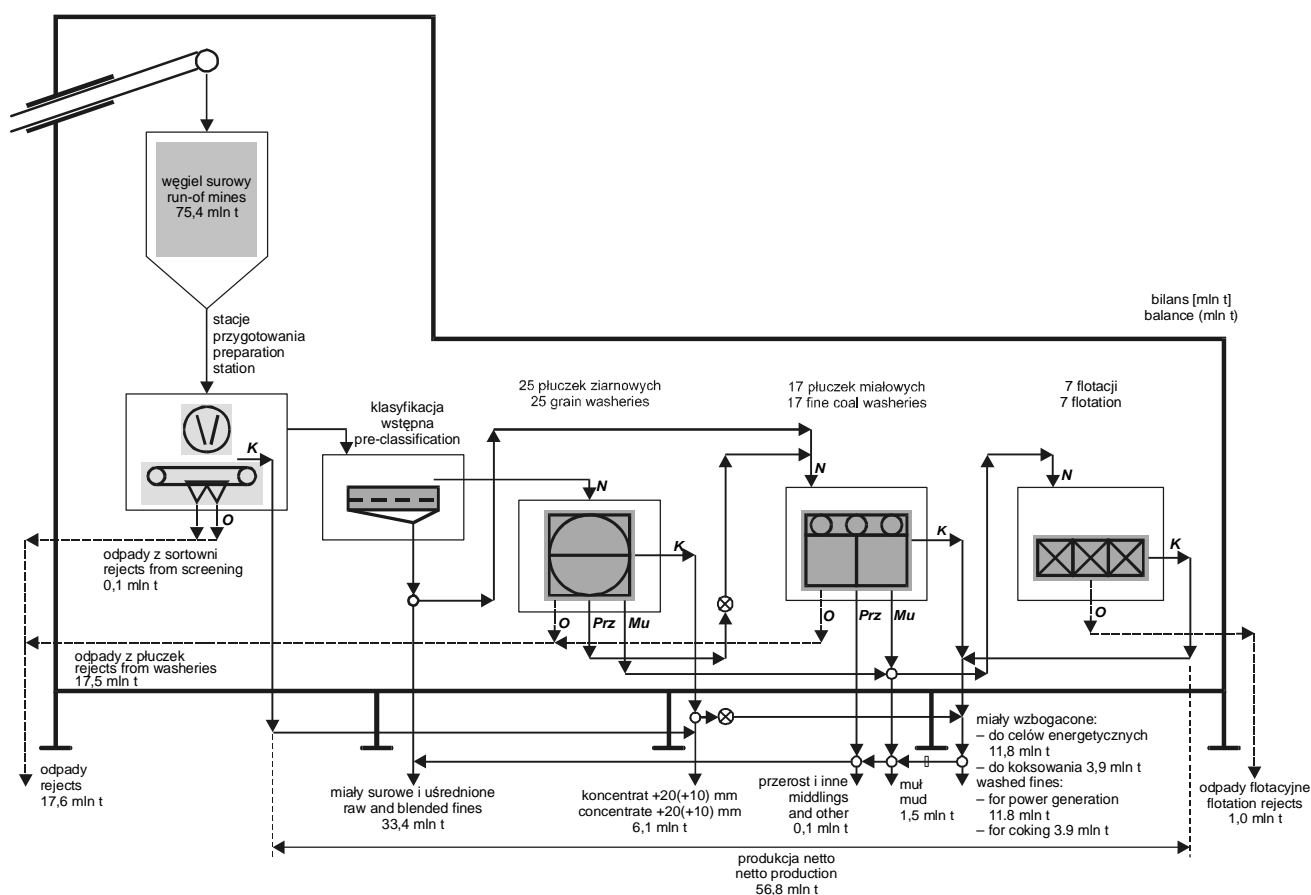 węgiel surowy
run-of mines
75,4 mln t
bilans [mln t]
balance (mln t)
stacje
przygotowania
preparation
station
klasyfikacja
wstępna
pre-classification
25 płuczek ziarnowych
25 grain washeries
17 płuczek miałowych
17 fine coal washeries
7 flotacji
7 flotation
K
N
N
N
O
K
K
K
odpady z sortowni
rejects from screening
0,1 mln t
O
Prz
Mu
O
Prz
Mu
O
odpady z płuczek
rejects from washeries
17,5 mln t
odpady
rejects
17,6 mln t
miały surowe i uśrednione
raw and blended fines
33,4 mln t
koncentrat +20(+10) mm
concentrate +20(+10) mm
6,1 mln t
przerost i inne
middlings
and other
0,1 mln t
muł
mud
1,5 mln t
miały wzbogacone:
– do celów energetycznych
11,8 mln t
– do koksowania 3,9 mln t
washed fines:
– for power generation
11.8 mln t
– for coking 3.9 mln t
odpady flotacyjne
flotation rejects
1,0 mln t
produkcja netto
netto production
56,8 mln t